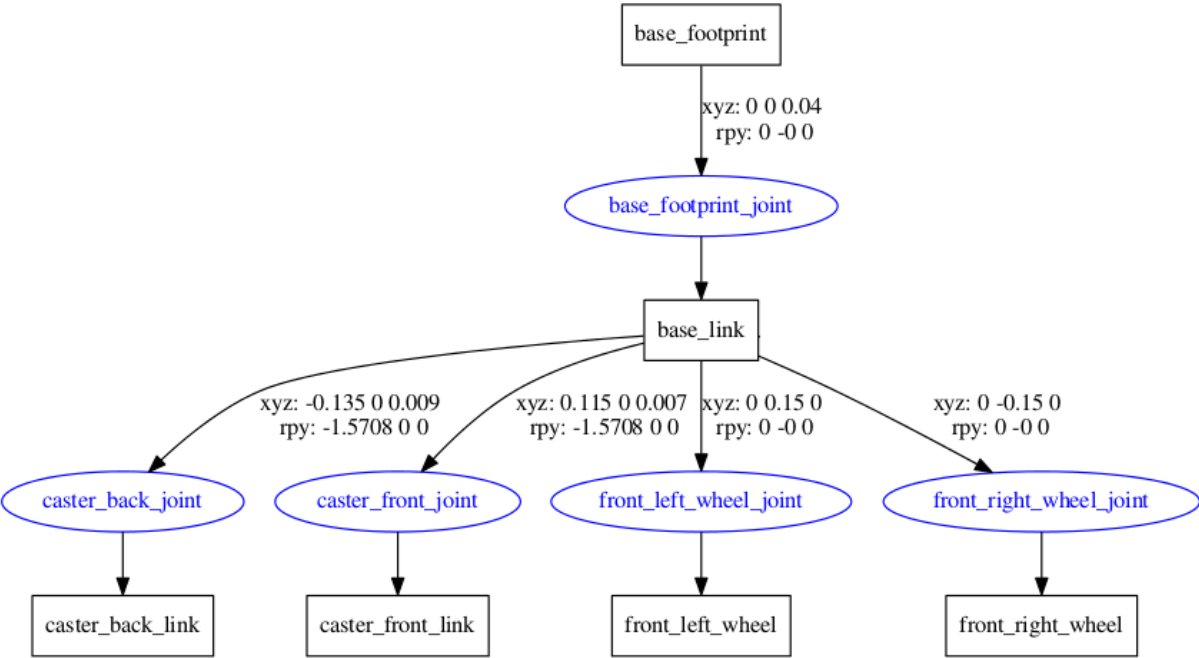 base_footprint
xyz: 0 0 0.04
rpy: 0 -0 0
base_footprint_joint
base_link
xyz: -0.135 0 0.009
rpy: -1.5708 0 0
xyz: 0.115 0 0.007
rpy: -1.5708 0 0
xyz: 0 0.15 0
rpy: 0 -0 0
xyz: 0 -0.15 0
rpy: 0 -0 0
caster_back_joint
caster_front_joint
front_left_wheel_joint
front_right_wheel_joint
caster_back_link
caster_front_link
front_left_wheel
front_right_wheel